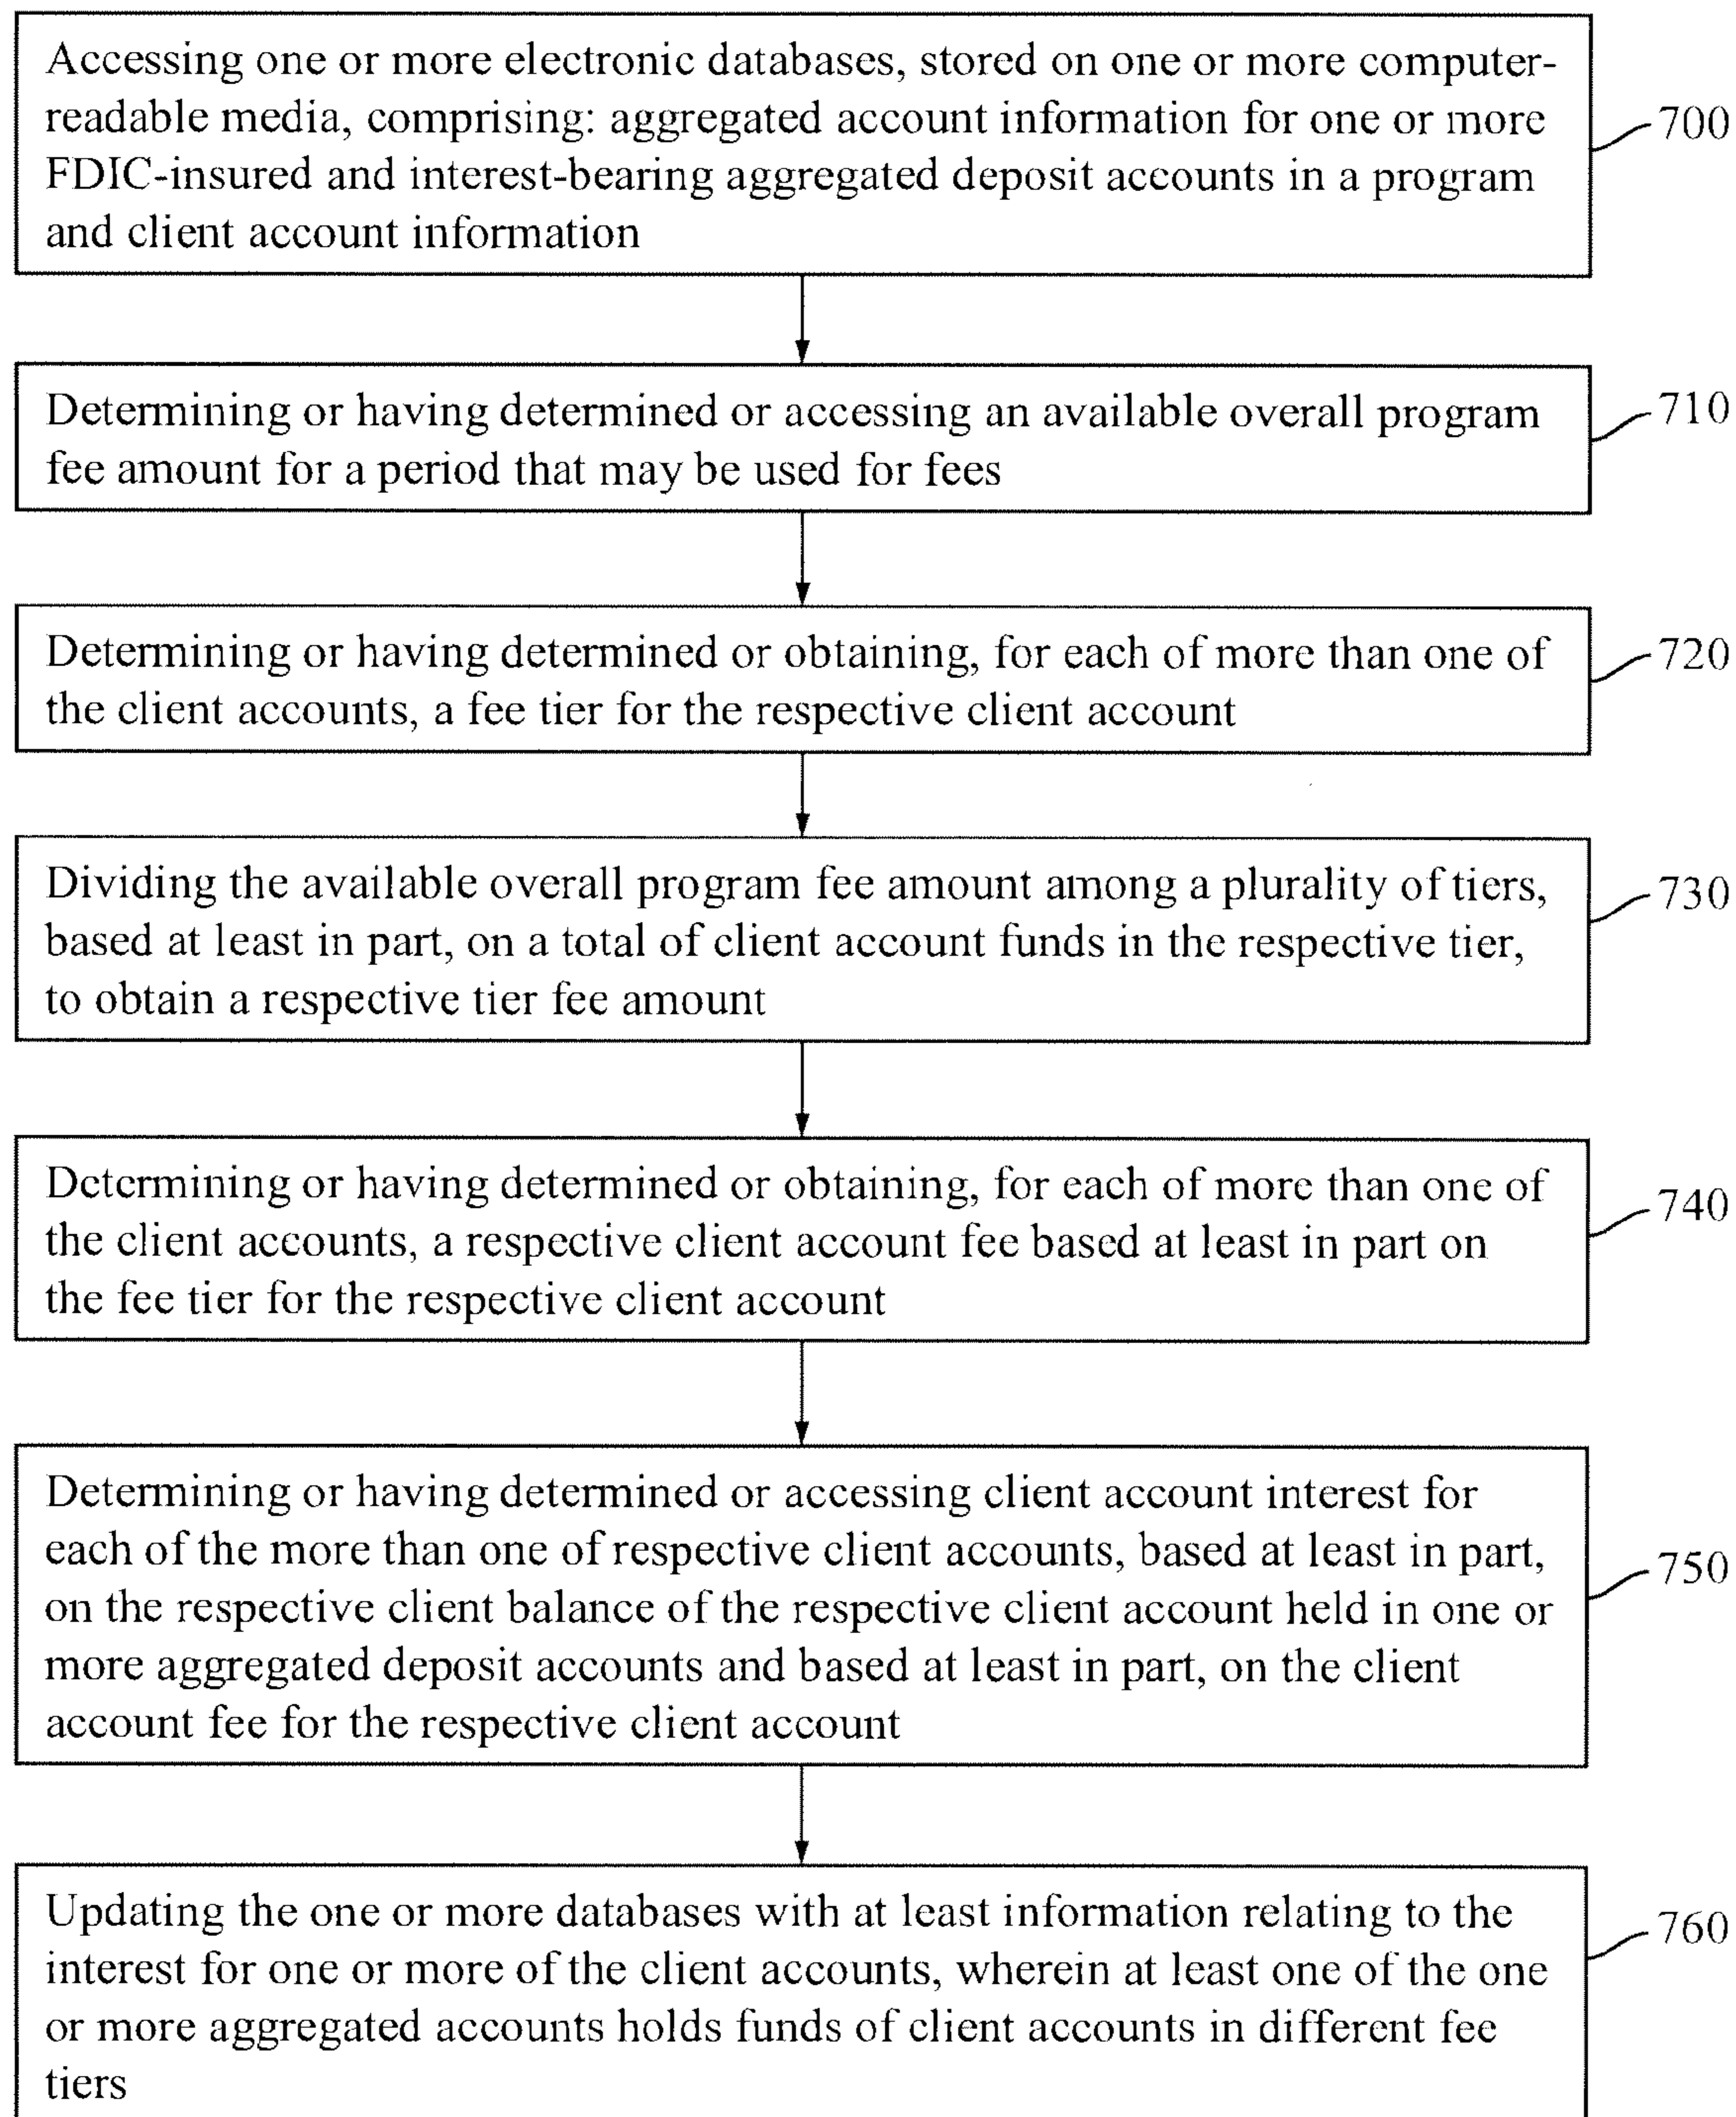 Accessing one or more electronic databases, stored on one or more computer-
readable media, comprising: aggregated account information for one or more
FDIC-insured and interest-bearing aggregated deposit accounts in a program
and client account information
700
Determining or having determined or accessing an available overall program
fee amount for a period that may be used for fees
710
Determining or having determined or obtaining, for each of more than one of
the client accounts, a fee tier for the respective client account
720
Dividing the available overall program fee amount among a plurality of tiers,
based at least in part, on a total of client account funds in the respective tier,
to obtain a respective tier fee amount
730
Determining or having determined or obtaining, for each of more than one of
the client accounts, a respective client account fee based at least in part on
the fee tier for the respective client account
740
Determining or having determined or accessing client account interest for
each of the more than one of respective client accounts, based at least in part,
on the respective client balance of the respective client account held in one or
more aggregated deposit accounts and based at least in part, on the client
account fee for the respective client account
750
Updating the one or more databases with at least information relating to the
interest for one or more of the client accounts, wherein at least one of the one
or more aggregated accounts holds funds of client accounts in different fee
tiers
760